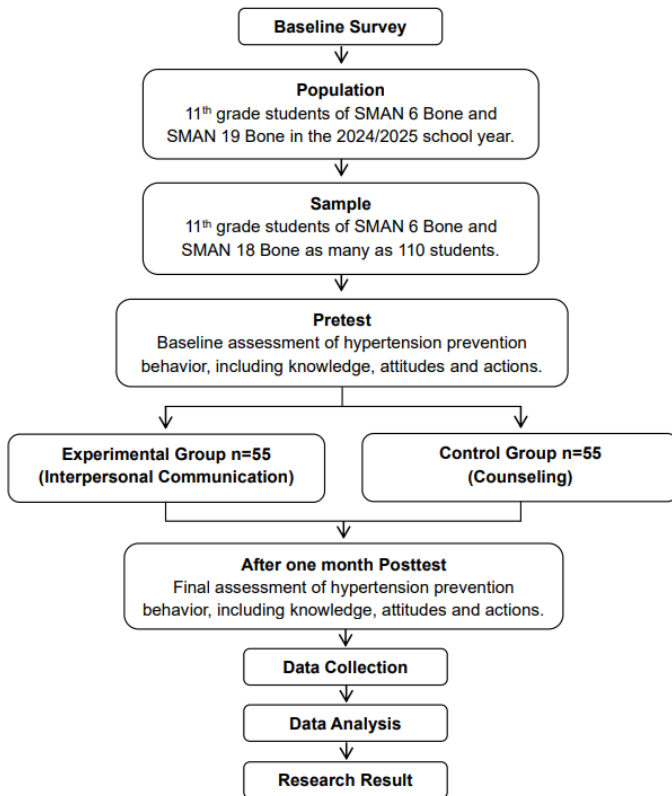 Baseline Survey
Population
11th grade students of SMAN 6 Bone and
SMAN 19 Bone in the 2024/2025 school year.
Sample
11th grade students of SMAN 6 Bone and
SMAN 18 Bone as many as 110 students.
Pretest
Baseline assessment of hypertension prevention
behavior, including knowledge, attitudes and actions.
Experimental Group n=55
(Interpersonal Communication)
Control Group n=55
(Counseling)
After one month Posttest
Final assessment of hypertension prevention
behavior, including knowledge, attitudes and actions.
Data Collection
Data Analysis
Research Result